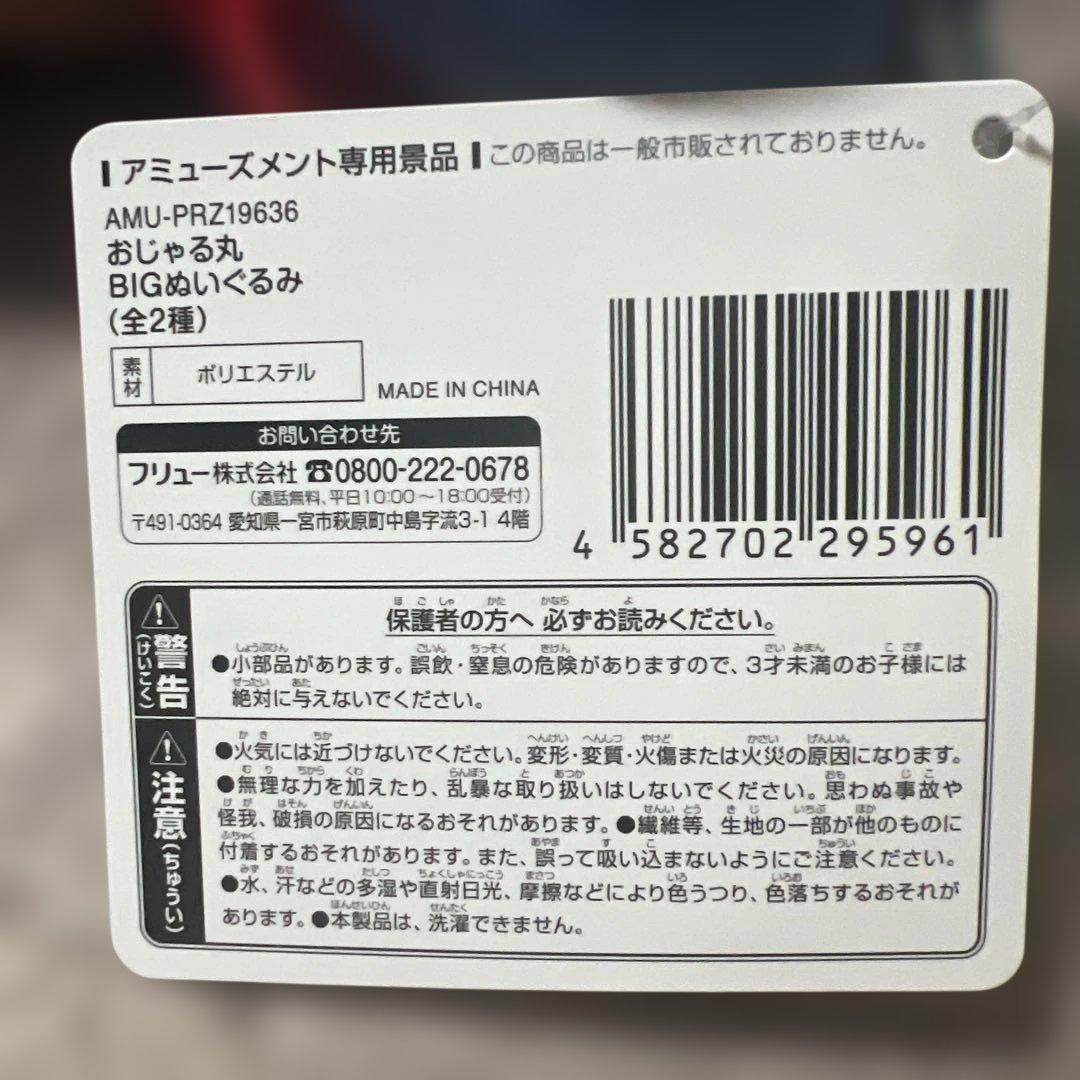 アミューズメント専用景品 この商品は一般市販されておりません。
AMU-PRZ19636
おじゃる丸
BIGぬいぐるみ
(全2種)
素材 ポリエステル
MADE IN CHINA
お問い合わせ先
フリュー株式会社 ☎0800-222-0678
(通話無料、平日10:00～18:00受付)
〒491-0364 愛知県一宮市萩原町中島字流3-1 4階
4 582702 295961
警告(けいこく)
保護者の方へ 必ずお読みください。
●小部品があります。誤飲・窒息の危険がありますので、3才未満のお子様には
絶対に与えないでください。
注意(ちゅうい)
●火気には近づけないでください。変形・変質・火傷または火災の原因になります。
●無理な力を加えたり、乱暴な取り扱いはしないでください。思わぬ事故や
怪我、破損の原因になるおそれがあります。●繊維等、生地の一部が他のものに
付着するおそれがあります。また、誤って吸い込まないようにご注意ください。
●水、汗などの多湿や直射日光、摩擦などにより色うつり、色落ちするおそれが
あります。●本製品は、洗濯できません。